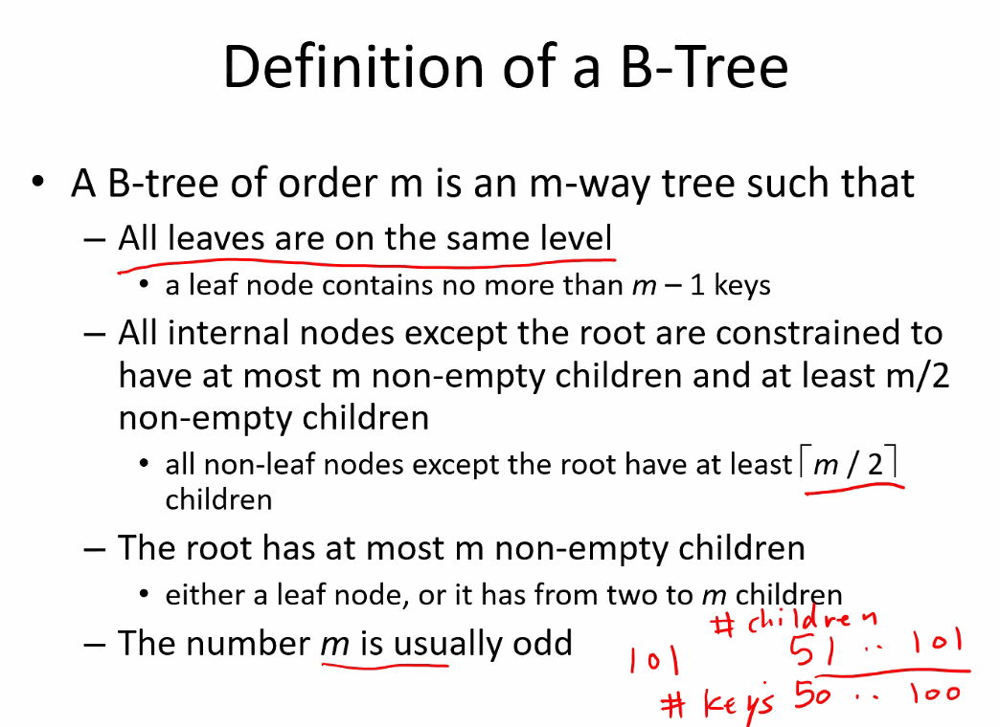 Definition of a B-Tree
• A B-tree of order m is an m-way tree such that
– All leaves are on the same level
• a leaf node contains no more than m – 1 keys
– All internal nodes except the root are constrained to
have at most m non-empty children and at least m/2
non-empty children
• all non-leaf nodes except the root have at least ⌈m / 2⌉
children
– The root has at most m non-empty children
• either a leaf node, or it has from two to m children
# children
– The number m is usually odd
101
51 .. 101
# keys 50 .. 100